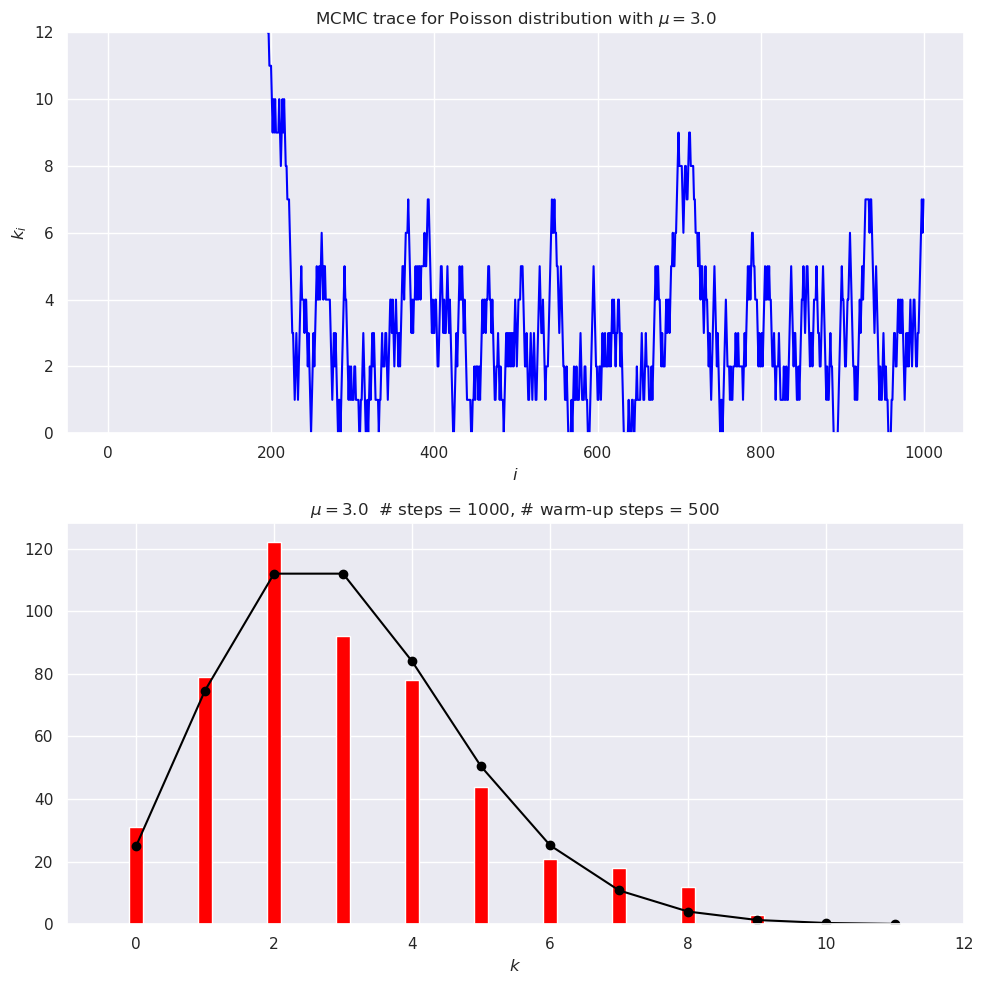 MCMC trace for Poisson distribution with μ = 3.0
12
10
8
6
4
2
0
k_i
0 200 400 600 800 1000
i
μ = 3.0 # steps = 1000, # warm-up steps = 500
120
100
80
60
40
20
0
0 2 4 6 8 10 12
k